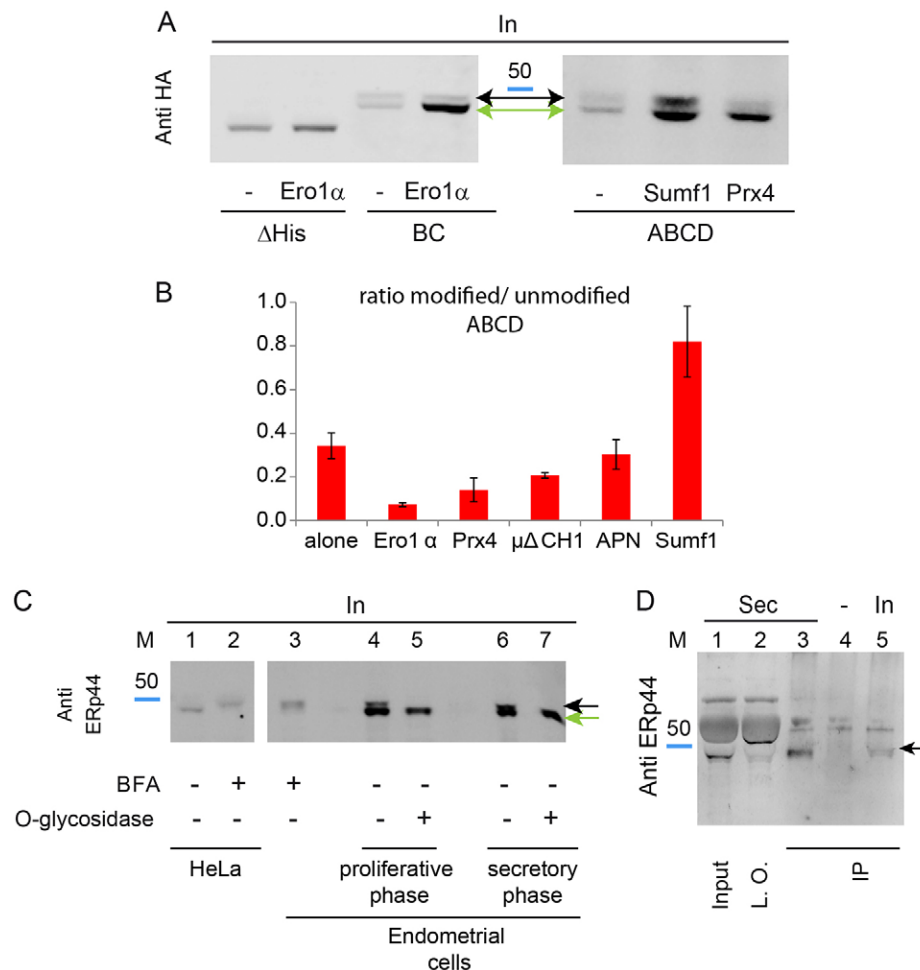 A
In
Anti HA
50
- Ero1α - Ero1α - Sumf1 Prx4
ΔHis BC ABCD
B
ratio modified/ unmodified
ABCD
1.0
0.8
0.6
0.4
0.2
0.0
alone Ero1 α Prx4 μΔ CH1 APN Sumf1
C
In
M 1 2 3 4 5 6 7
50
Anti
ERp44
BFA - + + - - - -
O-glycosidase - - - - + - +
HeLa
proliferative
phase
secretory
phase
Endometrial
cells
D
Sec - In
M 1 2 3 4 5
Anti ERp44
50
Input
L. O.
IP